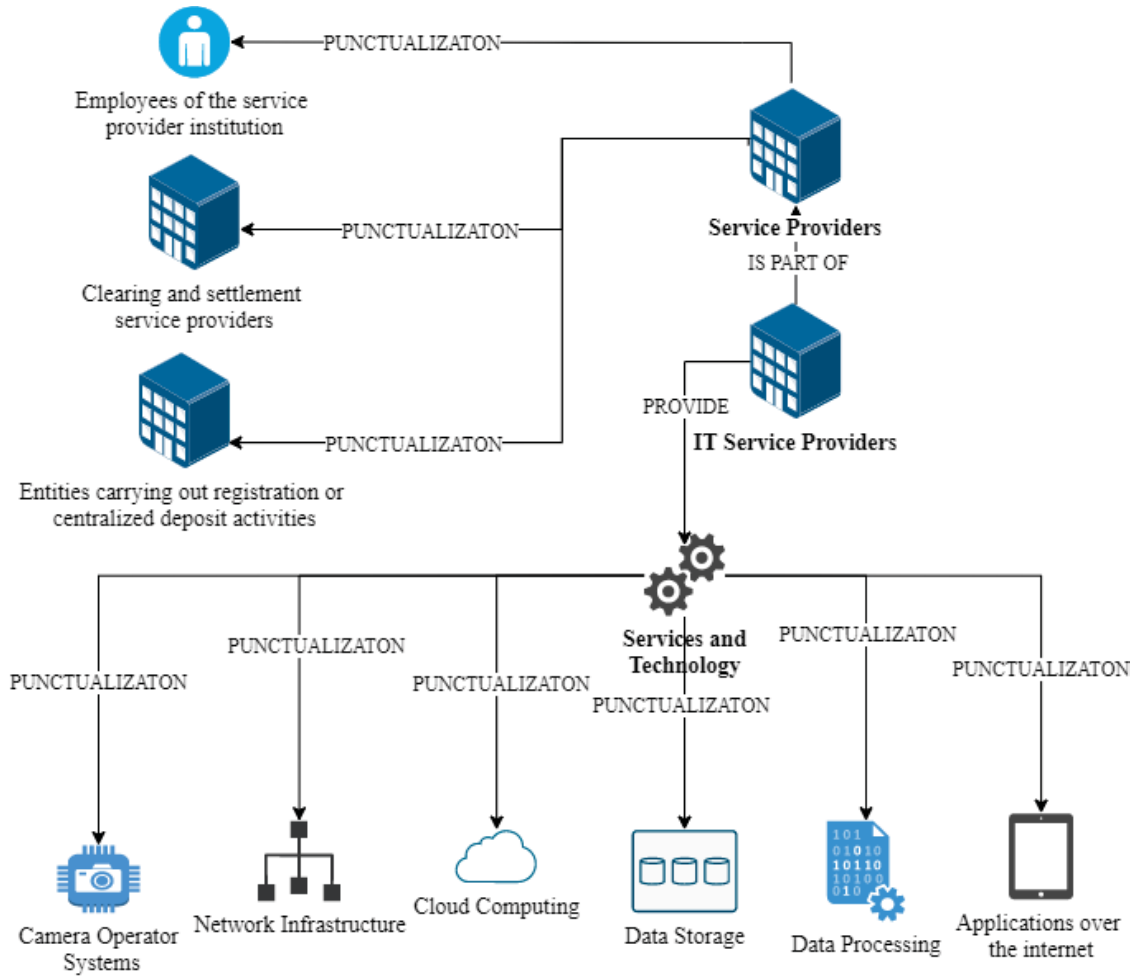 PUNCTUALIZATON
Employees of the service
provider institution
PUNCTUALIZATON
Service Providers
IS PART OF
Clearing and settlement
service providers
PROVIDE
IT Service Providers
PUNCTUALIZATON
Entities carrying out registration or
centralized deposit activities
Services and
Technology
PUNCTUALIZATON
PUNCTUALIZATON
PUNCTUALIZATON
PUNCTUALIZATON
PUNCTUALIZATON
PUNCTUALIZATON
101
01010
10110
10100
010
Camera Operator
Systems
Network Infrastructure
Cloud Computing
Data Storage
Data Processing
Applications over
the internet